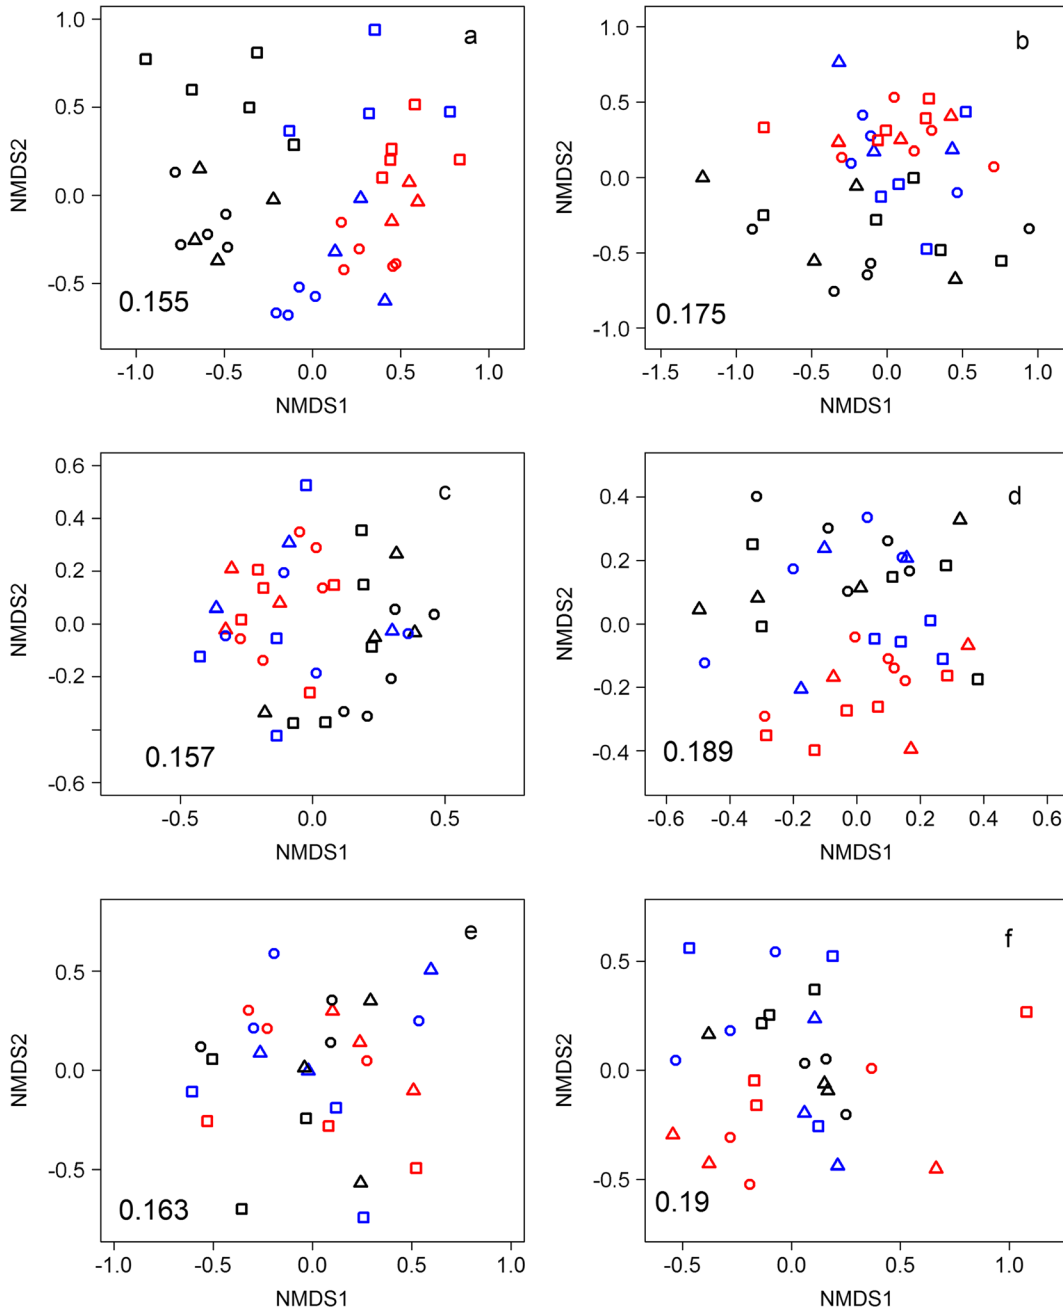 a
1.0
0.5
0.0
-0.5
NMDS2
0.155
-1.0 -0.5 0.0 0.5 1.0
NMDS1
b
1.0
0.5
0.0
-0.5
-1.0
NMDS2
0.175
-1.5 -1.0 -0.5 0.0 0.5 1.0
NMDS1
c
0.6
0.4
0.2
0.0
-0.2
-0.6
NMDS2
0.157
-0.5 0.0 0.5
NMDS1
d
0.4
0.2
0.0
-0.2
-0.4
NMDS2
0.189
-0.6 -0.4 -0.2 0.0 0.2 0.4 0.6
NMDS1
e
0.5
0.0
-0.5
NMDS2
0.163
-1.0 -0.5 0.0 0.5 1.0
NMDS1
f
0.5
0.0
-0.5
NMDS2
0.19
-0.5 0.0 0.5 1.0
NMDS1